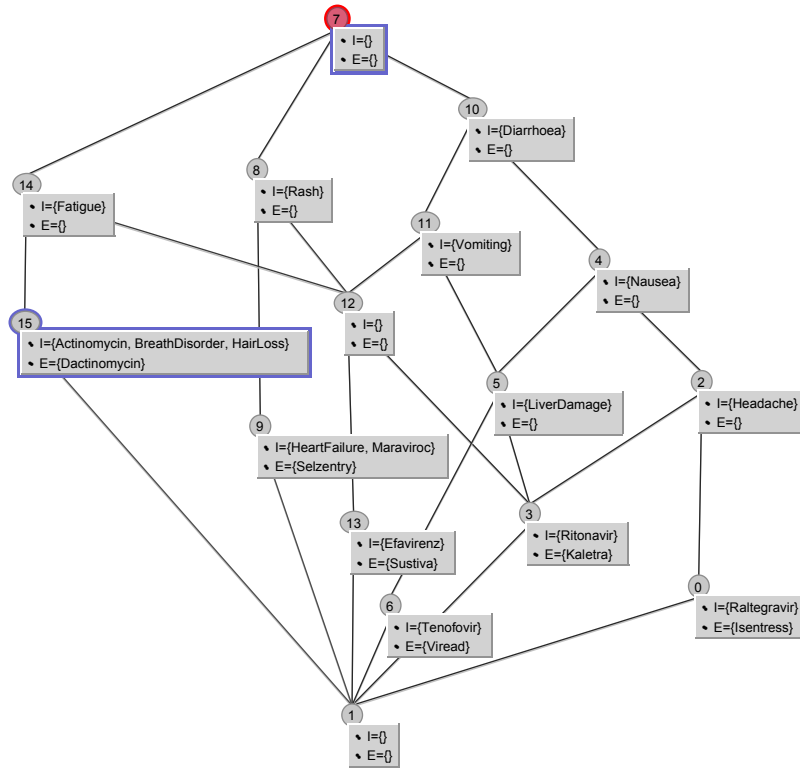 7
I={}
E={}
10
I={Diarrhoea}
E={}
8
I={Rash}
E={}
14
I={Fatigue}
E={}
11
I={Vomiting}
E={}
4
I={Nausea}
E={}
12
I={}
E={}
15
I={Actinomycin, BreathDisorder, HairLoss}
E={Dactinomycin}
5
I={LiverDamage}
E={}
2
I={Headache}
E={}
9
I={HeartFailure, Maraviroc}
E={Selzentry}
3
I={Ritonavir}
E={Kaletra}
13
I={Efavirenz}
E={Sustiva}
0
I={Raltegravir}
E={Isentress}
6
I={Tenofovir}
E={Viread}
1
I={}
E={}